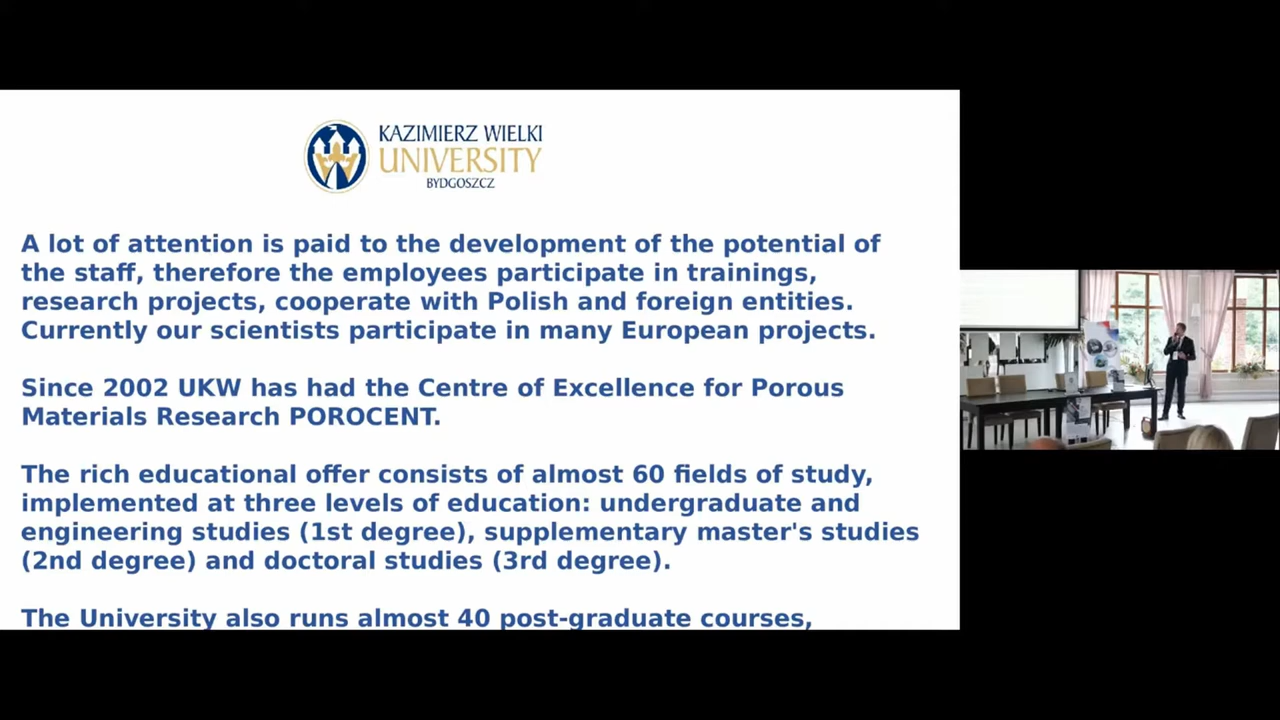 KAZIMIERZ WIELKI
UNIVERSITY
BYDGOSZCZ
A lot of attention is paid to the development of the potential of
the staff, therefore the employees participate in trainings,
research projects, cooperate with Polish and foreign entities.
Currently our scientists participate in many European projects.
Since 2002 UKW has had the Centre of Excellence for Porous
Materials Research POROCENT.
The rich educational offer consists of almost 60 fields of study,
implemented at three levels of education: undergraduate and
engineering studies (1st degree), supplementary master's studies
(2nd degree) and doctoral studies (3rd degree).
The University also runs almost 40 post-graduate courses,